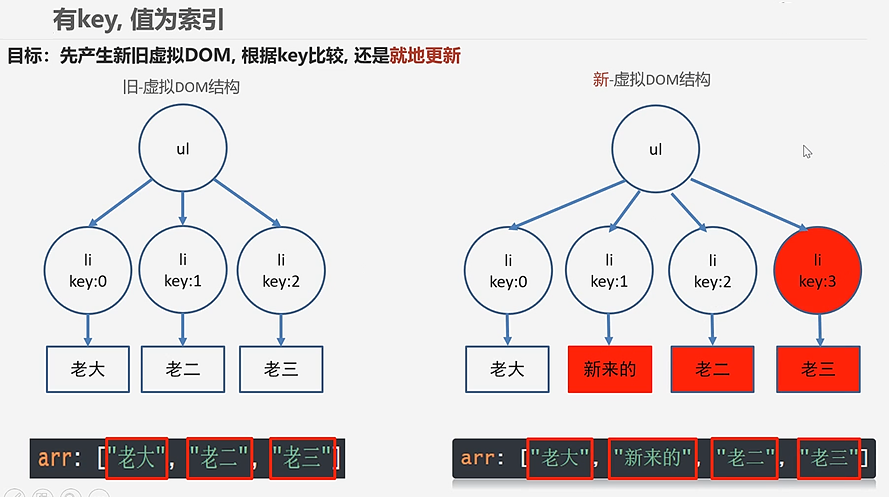 有key, 值为索引
目标：先产生新旧虚拟DOM, 根据key比较, 还是就地更新
旧-虚拟DOM结构
新-虚拟DOM结构
ul
ul
li
key:0
li
key:1
li
key:2
li
key:0
li
key:1
li
key:2
li
key:3
老大
老二
老三
老大
新来的
老二
老三
arr: ["老大", "老二", "老三"]
arr: ["老大", "新来的", "老二", "老三"]